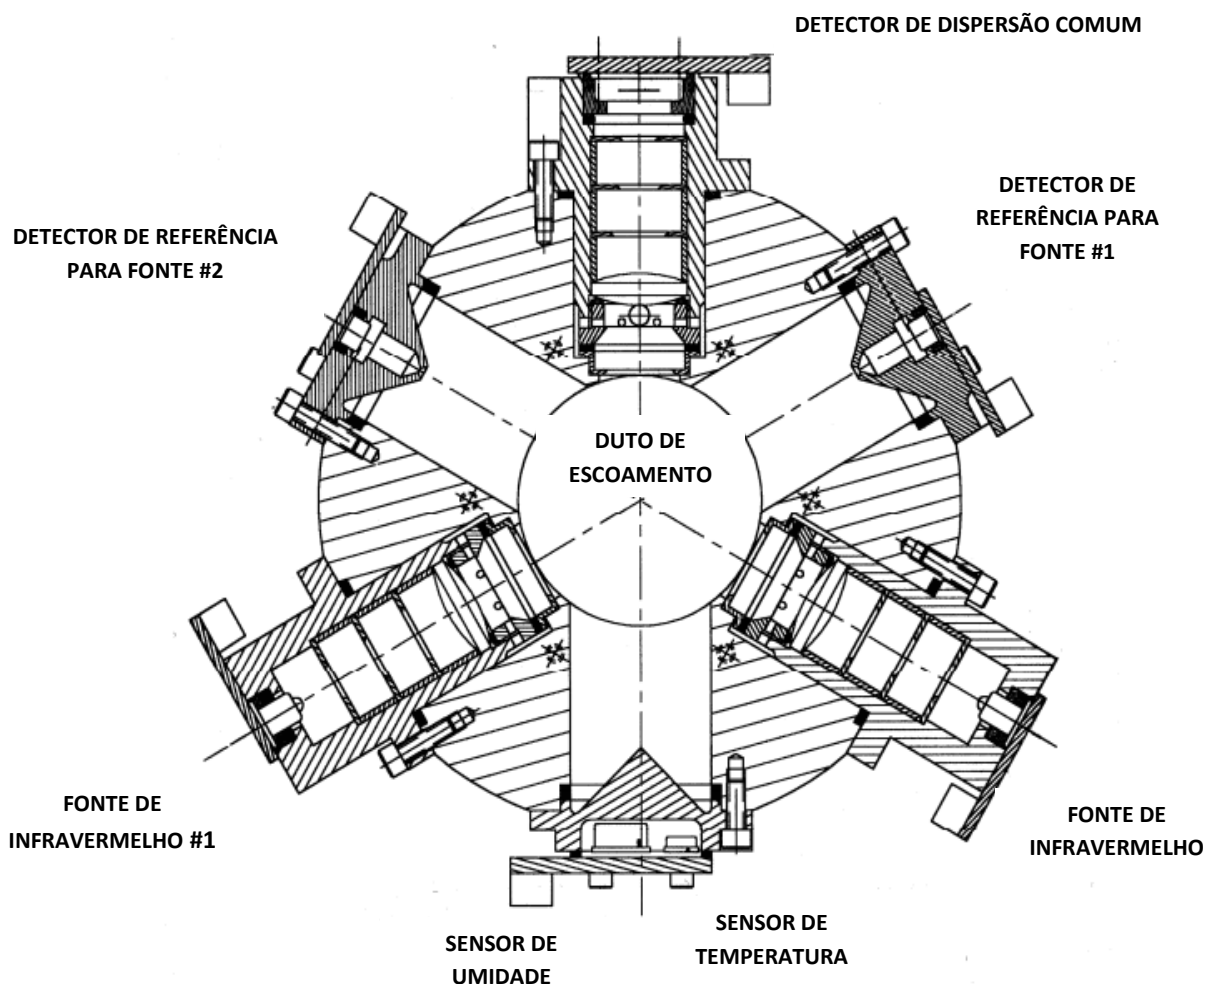 DETECTOR DE DISPERSÃO COMUM
DETECTOR DE
REFERÊNCIA PARA
FONTE #1
DETECTOR DE REFERÊNCIA
PARA FONTE #2
DUTO DE
ESCOAMENTO
FONTE DE
INFRAVERMELHO #1
FONTE DE
INFRAVERMELHO
SENSOR DE
UMIDADE
SENSOR DE
TEMPERATURA